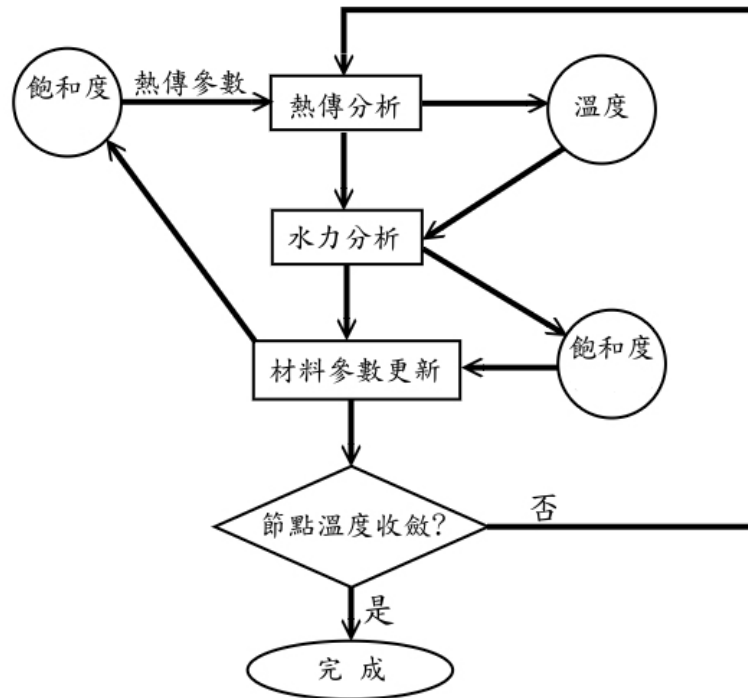 飽和度
熱傳參數
熱傳分析
溫度
水力分析
飽和度
材料參數更新
節點溫度收斂?
否
是
完 成